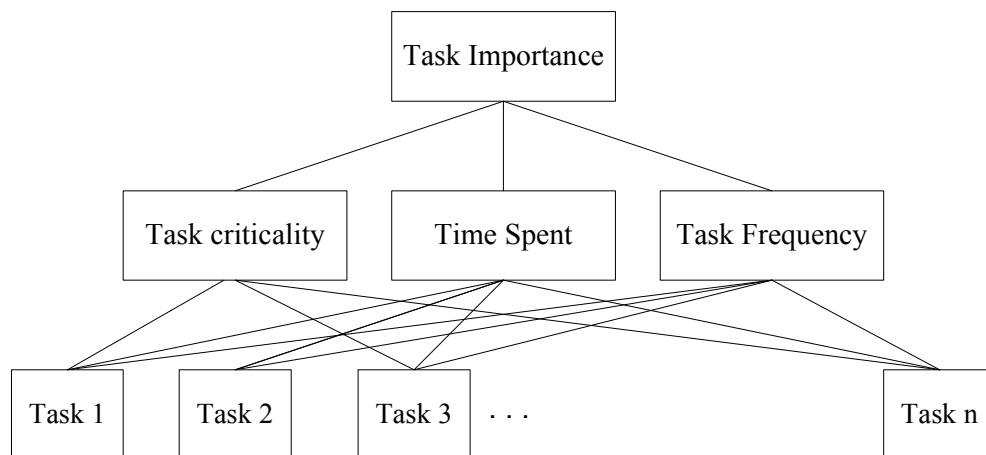 Task Importance
Task criticality
Time Spent
Task Frequency
Task 1
Task 2
Task 3
. . .
Task n